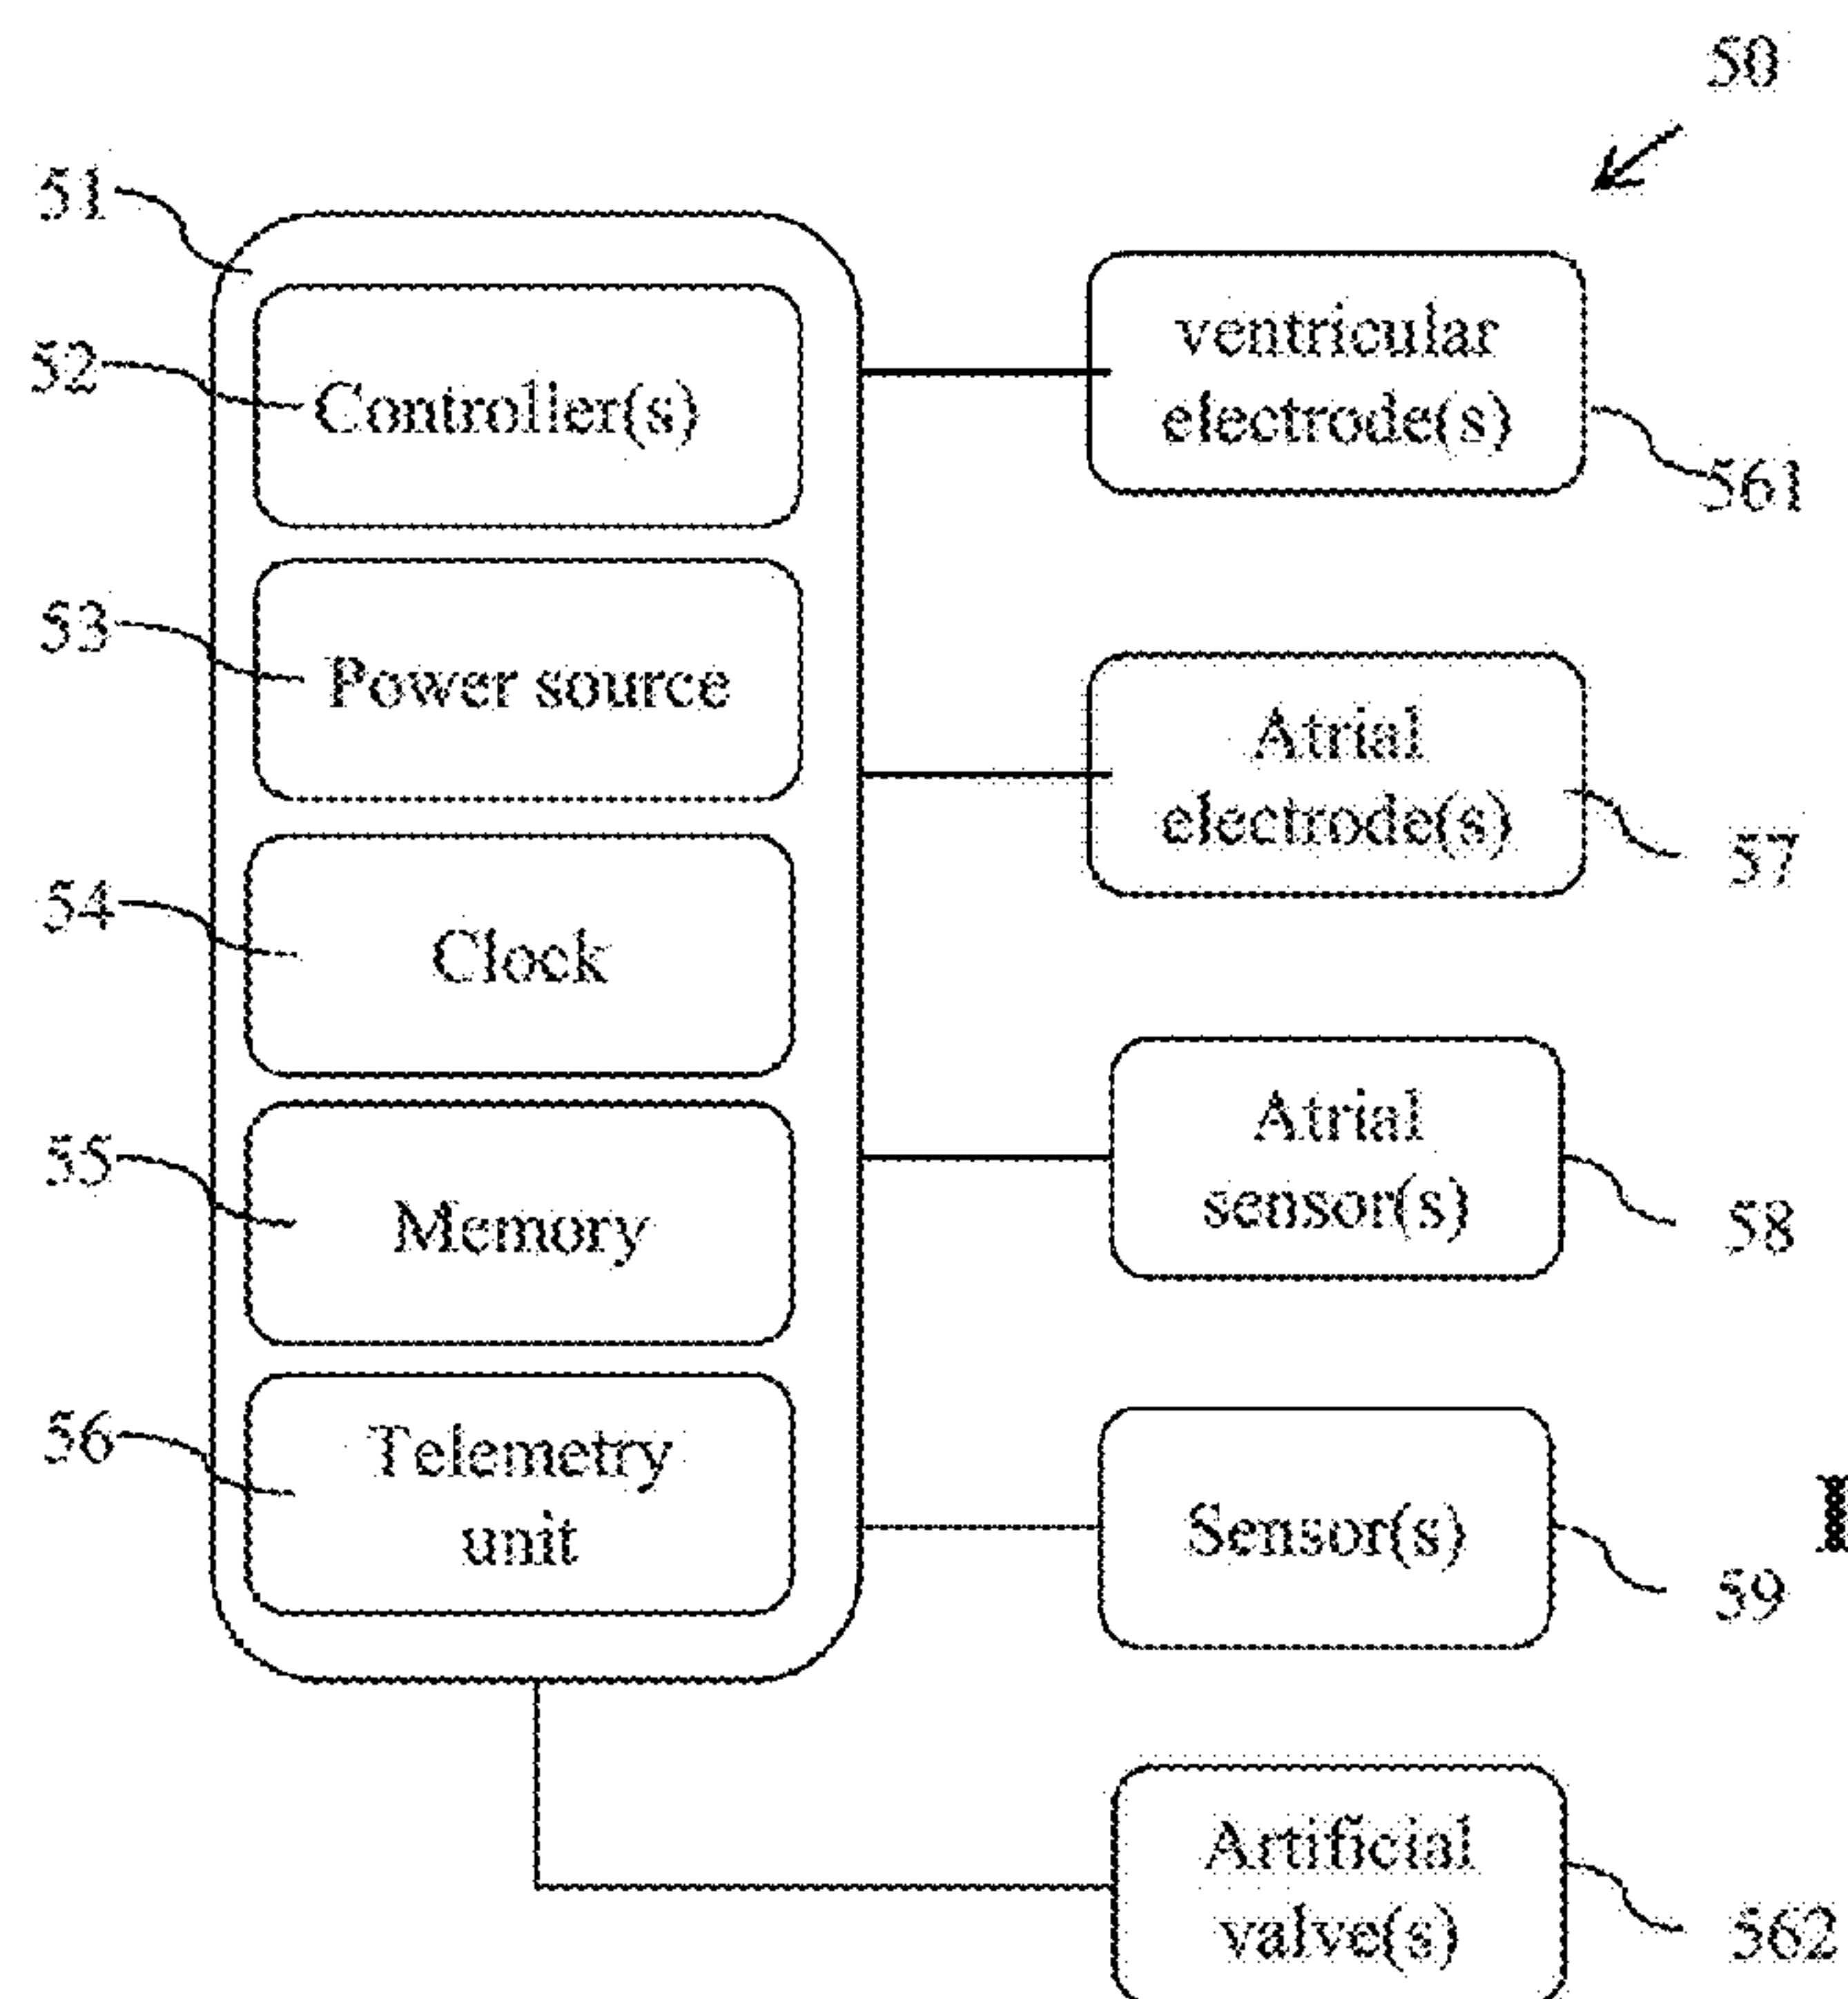 50
51
52
Controller(s)
53
Power source
54
Clock
55
Memory
56
Telemetry
unit
ventricular
electrode(s)
561
Atrial
electrode(s)
57
Atrial
sensor(s)
58
Sensor(s)
59
Artificial
valve(s)
562